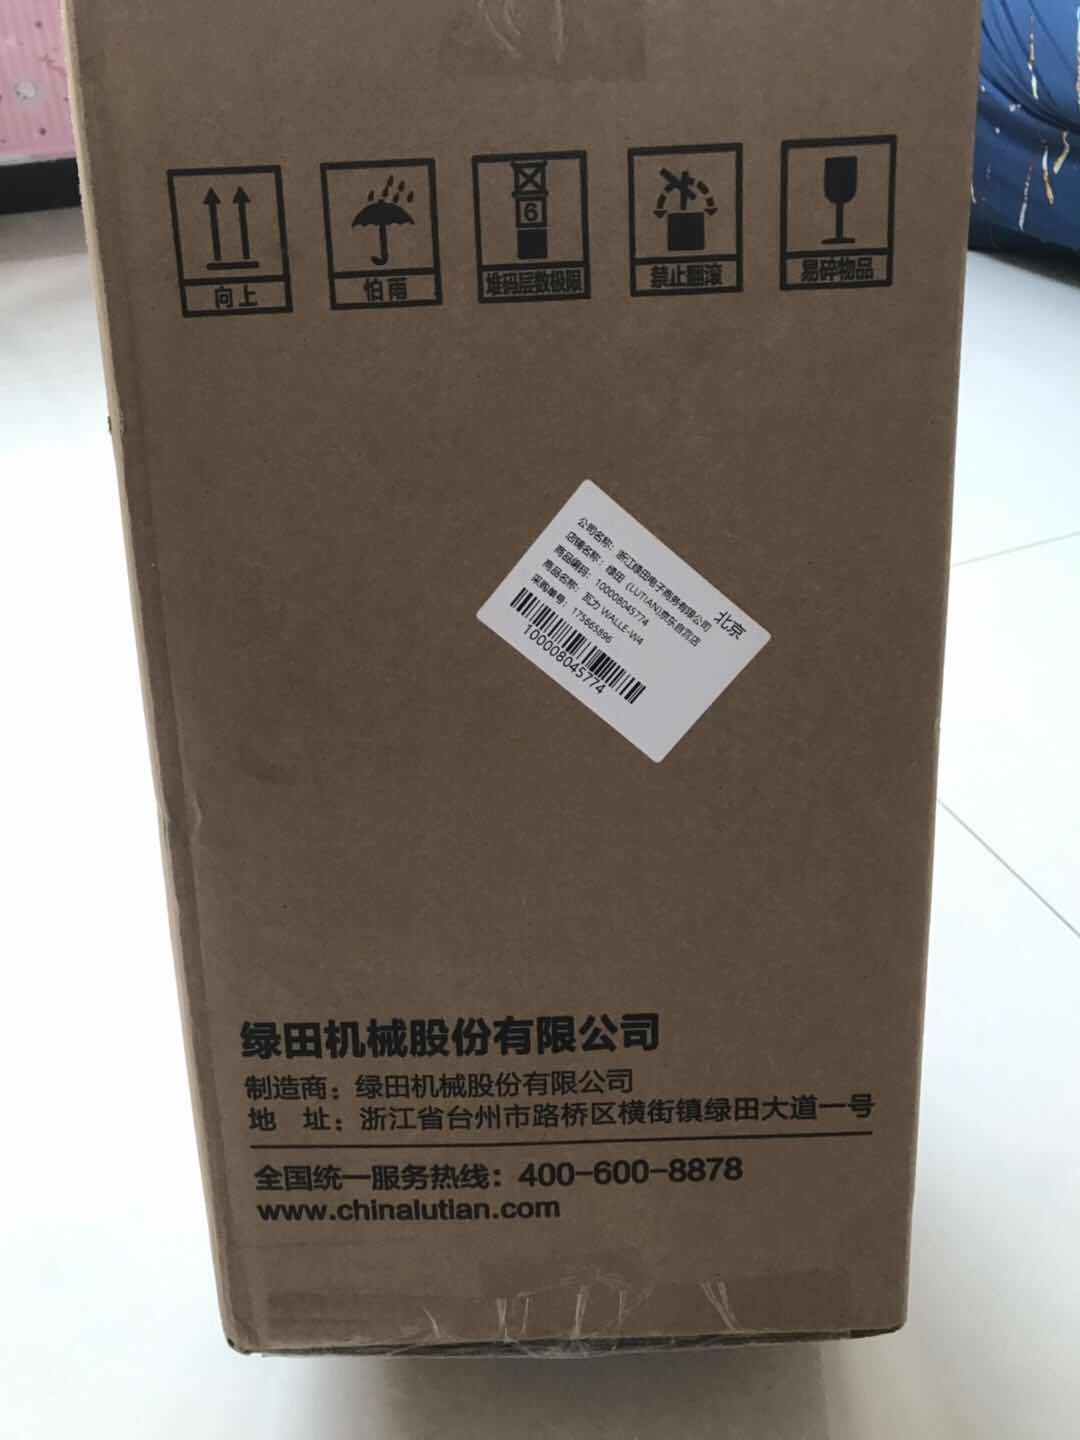 向上
怕雨
6
堆码层数极限
禁止翻滚
易碎物品
公司名称：浙江绿田电子商务有限公司
店铺名称：绿田（LUTIAN)京东自营店
商品编码：100008045774
商品名称：瓦力 WALLE-W4
采购单号：175665896
北京
100008045774
绿田机械股份有限公司
制造商：绿田机械股份有限公司
地 址：浙江省台州市路桥区横街镇绿田大道一号
全国统一服务热线：400-600-8878
www.chinalutian.com